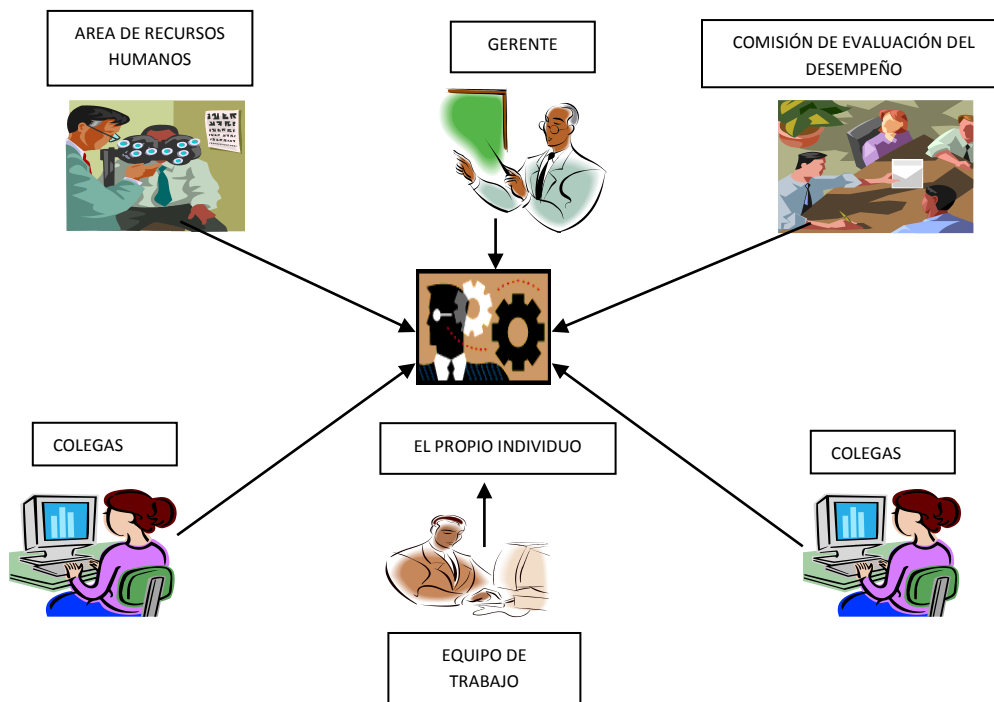 AREA DE RECURSOS
HUMANOS
GERENTE
COMISIÓN DE EVALUACIÓN DEL
DESEMPEÑO
COLEGAS
EL PROPIO INDIVIDUO
COLEGAS
EQUIPO DE
TRABAJO